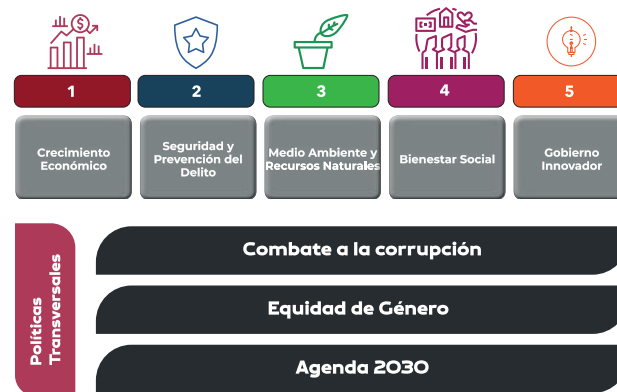 1
2
3
4
5
Crecimiento
Económico
Seguridad y
Prevención del
Delito
Medio Ambiente y
Recursos Naturales
Bienestar Social
Gobierno
Innovador
Políticas
Transversales
Combate a la corrupción
Equidad de Género
Agenda 2030